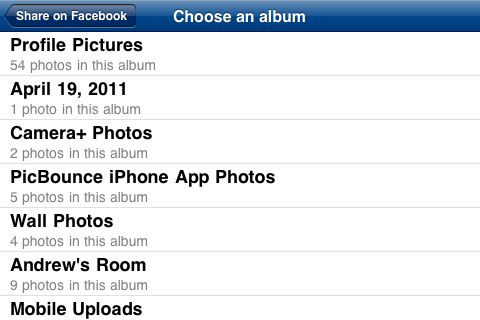 Share on Facebook
Choose an album
Profile Pictures
54 photos in this album
April 19, 2011
1 photo in this album
Camera+ Photos
2 photos in this album
PicBounce iPhone App Photos
5 photos in this album
Wall Photos
4 photos in this album
Andrew's Room
9 photos in this album
Mobile Uploads